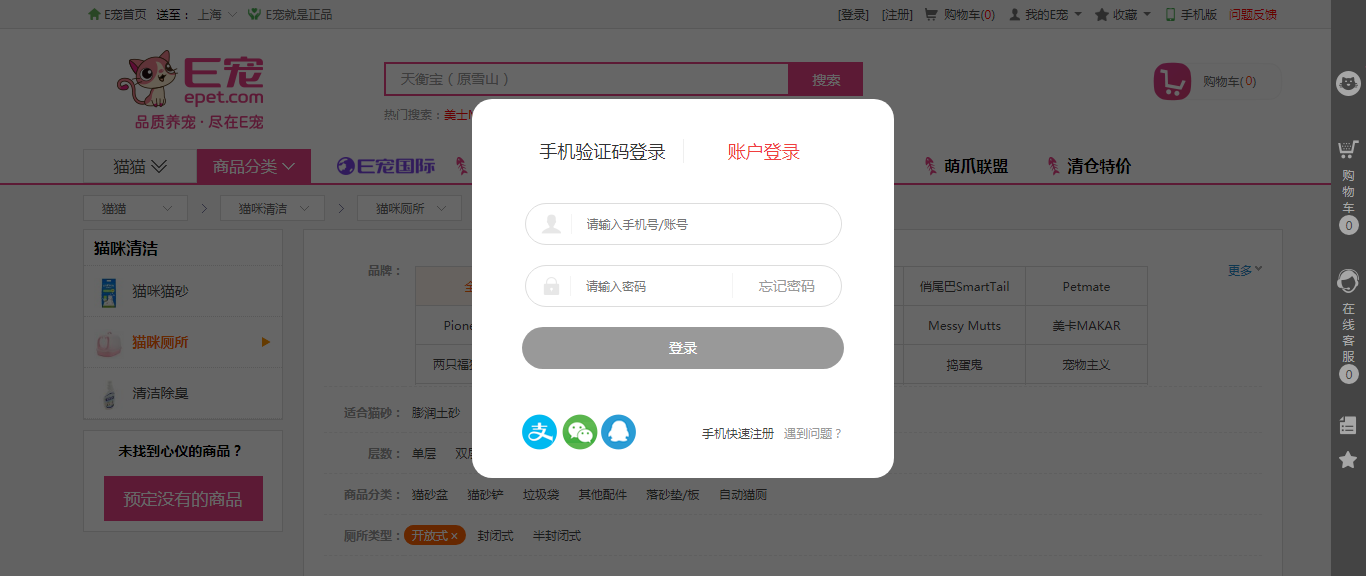 E宠首页 送至： 上海 E宠就是正品 [登录] [注册] 购物车(0) 我的E宠 收藏 手机版 问题反馈
E宠
epet.com
品质养宠 · 尽在E宠
天衡宝（原雪山） 搜索
购物车(0)
热门搜索：美士
猫猫 商品分类 E宠国际 萌爪联盟 清仓特价
猫猫 > 猫咪清洁 > 猫咪厕所
猫咪清洁
猫咪猫砂
猫咪厕所
清洁除臭
未找到心仪的商品？
预定没有的商品
品牌： 俏尾巴SmartTail Petmate 更多
Messy Mutts 美卡MAKAR
两只福 捣蛋鬼 宠物主义
适合猫砂： 膨润土砂
层数： 单层
商品分类： 猫砂盆 猫砂铲 垃圾袋 其他配件 落砂垫/板 自动猫厕
厕所类型： 开放式 × 封闭式 半封闭式
手机验证码登录 账户登录
请输入手机号/账号
请输入密码 忘记密码
登录
支 手机快速注册 遇到问题？
购物车
0
在线客服
0